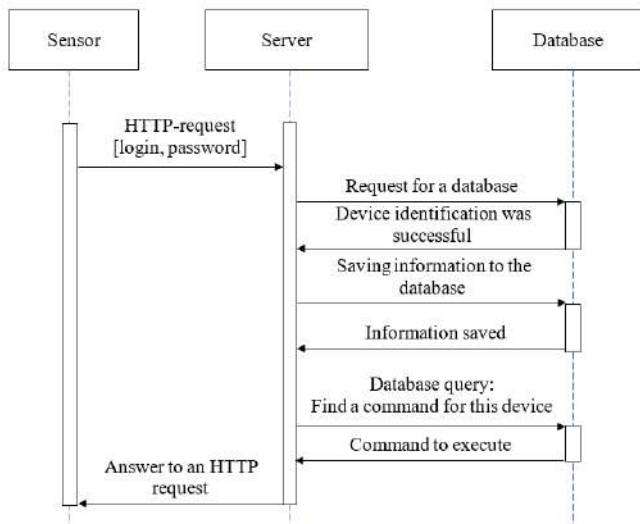 Sensor
Server
Database
HTTP-request
[login, password]
Request for a database
Device identification was
successful
Saving information to the
database
Information saved
Database query:
Find a command for this device
Command to execute
Answer to an HTTP
request